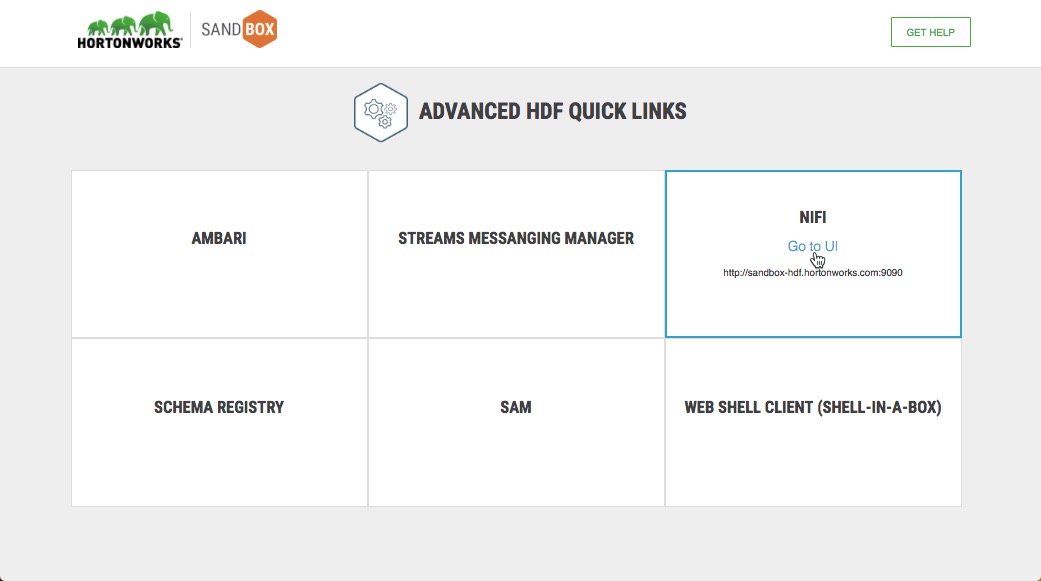 HORTONWORKS
SANDBOX
GET HELP
ADVANCED HDF QUICK LINKS
AMBARI
STREAMS MESSANGING MANAGER
NIFI
Go to UI
http://sandbox-hdf.hortonworks.com:9090
SCHEMA REGISTRY
SAM
WEB SHELL CLIENT (SHELL-IN-A-BOX)